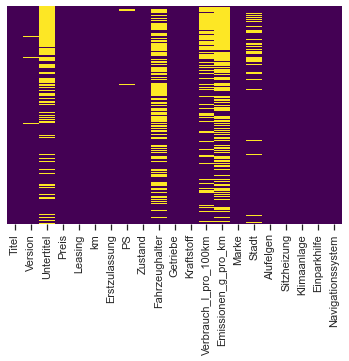 Titel
Version
Untertitel
Preis
Leasing
km
Erstzulassung
PS
Zustand
Fahrzeughalter
Getriebe
Kraftstoff
Verbrauch_l_pro_100km
Emissionen_g_pro_km
Marke
Stadt
Alufelgen
Sitzheizung
Klimaanlage
Einparkhilfe
Navigationssystem